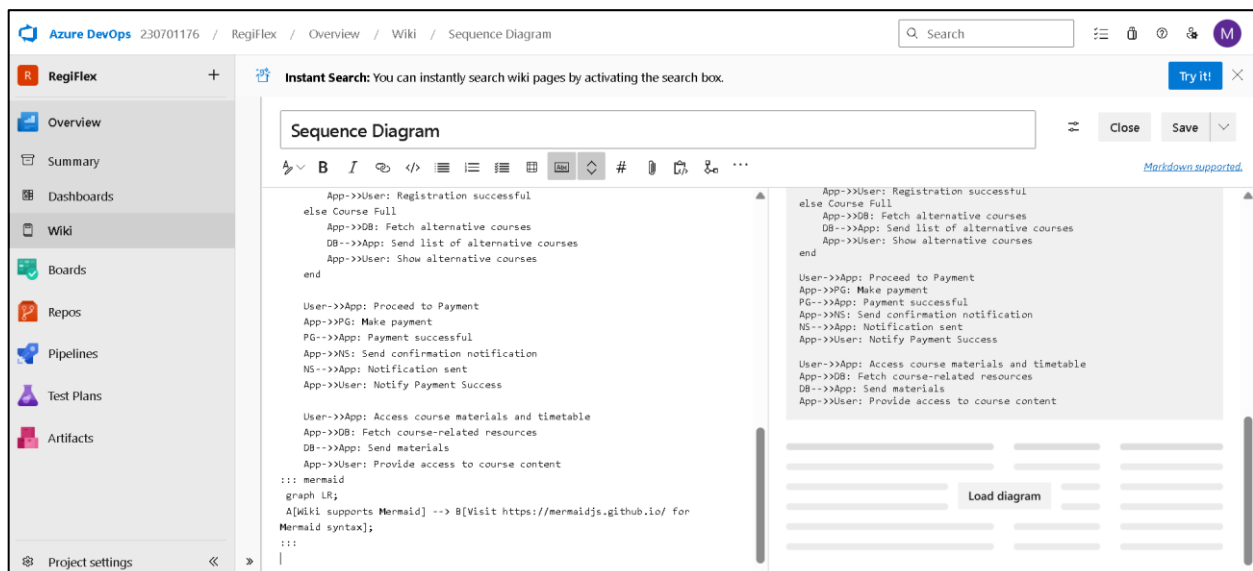 Azure DevOps 230701176 / RegiFlex / Overview / Wiki / Sequence Diagram
Search
M
R RegiFlex +
Instant Search: You can instantly search wiki pages by activating the search box.
Try it!
Overview
Summary
Dashboards
Wiki
Boards
Repos
Pipelines
Test Plans
Artifacts
Project settings
Sequence Diagram
Close
Save
Markdown supported.
App->>User: Registration successful
else Course Full
App->>DB: Fetch alternative courses
DB-->>App: Send list of alternative courses
App->>User: Show alternative courses
end
User->>App: Proceed to Payment
App->>PG: Make payment
PG-->>App: Payment successful
App->>NS: Send confirmation notification
NS-->>App: Notification sent
App->>User: Notify Payment Success
User->>App: Access course materials and timetable
App->>DB: Fetch course-related resources
DB-->>App: Send materials
App->>User: Provide access to course content
::: mermaid
graph LR;
A[Wiki supports Mermaid] --> B[Visit https://mermaidjs.github.io/ for
Mermaid syntax];
:::
App->>User: Registration successful
else Course Full
App->>DB: Fetch alternative courses
DB-->>App: Send list of alternative courses
App->>User: Show alternative courses
end
User->>App: Proceed to Payment
App->>PG: Make payment
PG-->>App: Payment successful
App->>NS: Send confirmation notification
NS-->>App: Notification sent
App->>User: Notify Payment Success
User->>App: Access course materials and timetable
App->>DB: Fetch course-related resources
DB-->>App: Send materials
App->>User: Provide access to course content
Load diagram